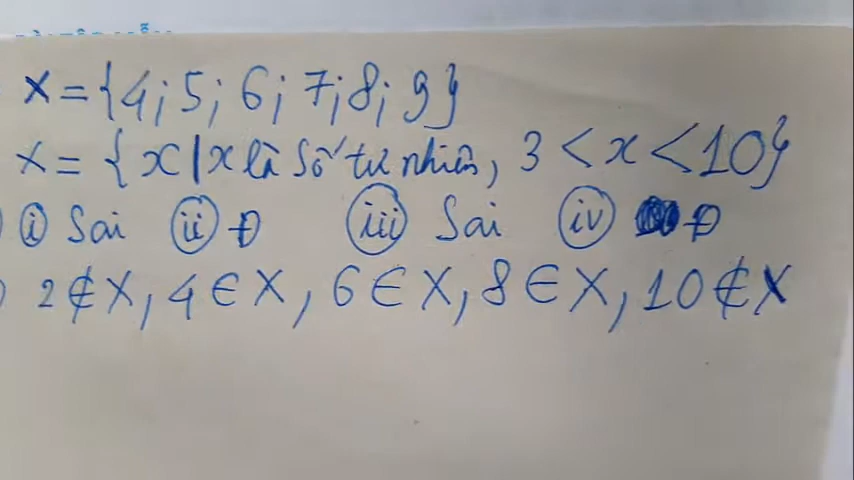 X = {4; 5; 6; 7; 8; 9}
X = {x | x là số tự nhiên, 3 < x < 10}
(i) Sai (ii) Đ (iii) Sai (iv) Đ
2 ∉ X, 4 ∈ X, 6 ∈ X, 8 ∈ X, 10 ∉ X